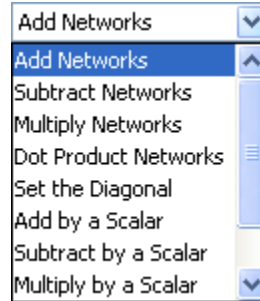 Add Networks
Add Networks
Subtract Networks
Multiply Networks
Dot Product Networks
Set the Diagonal
Add by a Scalar
Subtract by a Scalar
Multiply by a Scalar